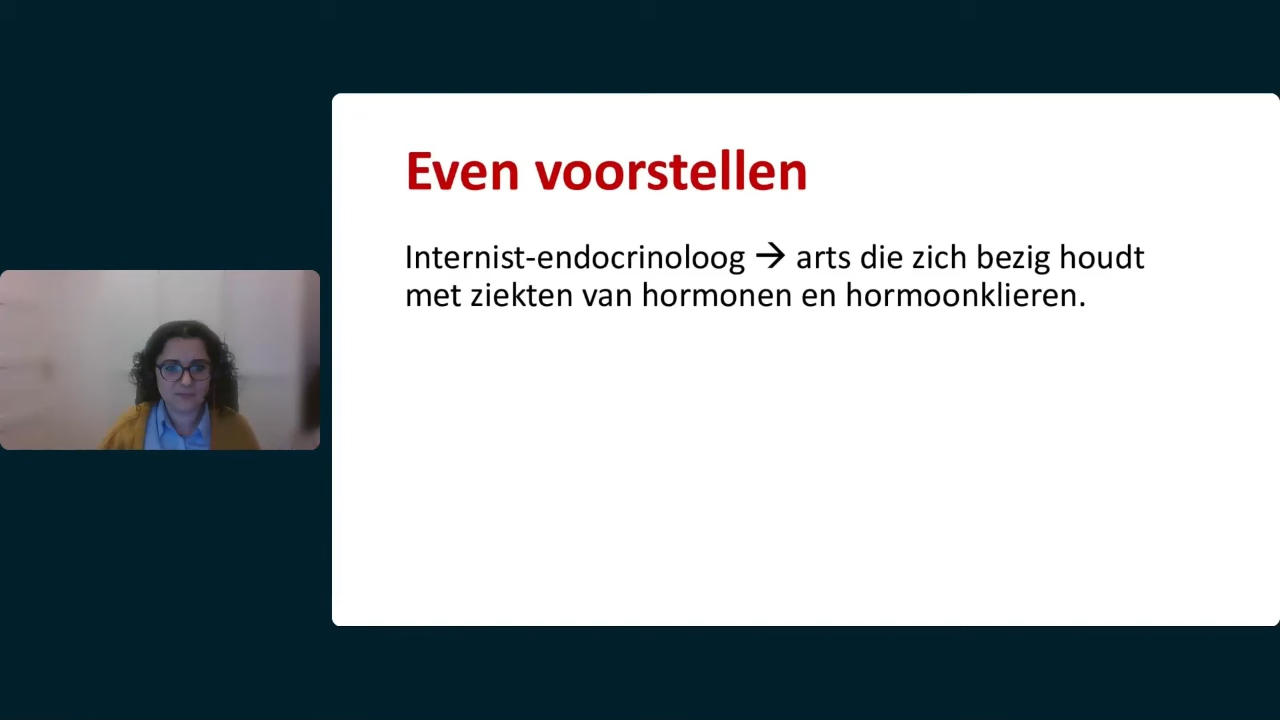 Even voorstellen
Internist-endocrinoloog → arts die zich bezig houdt
met ziekten van hormonen en hormoonklieren.